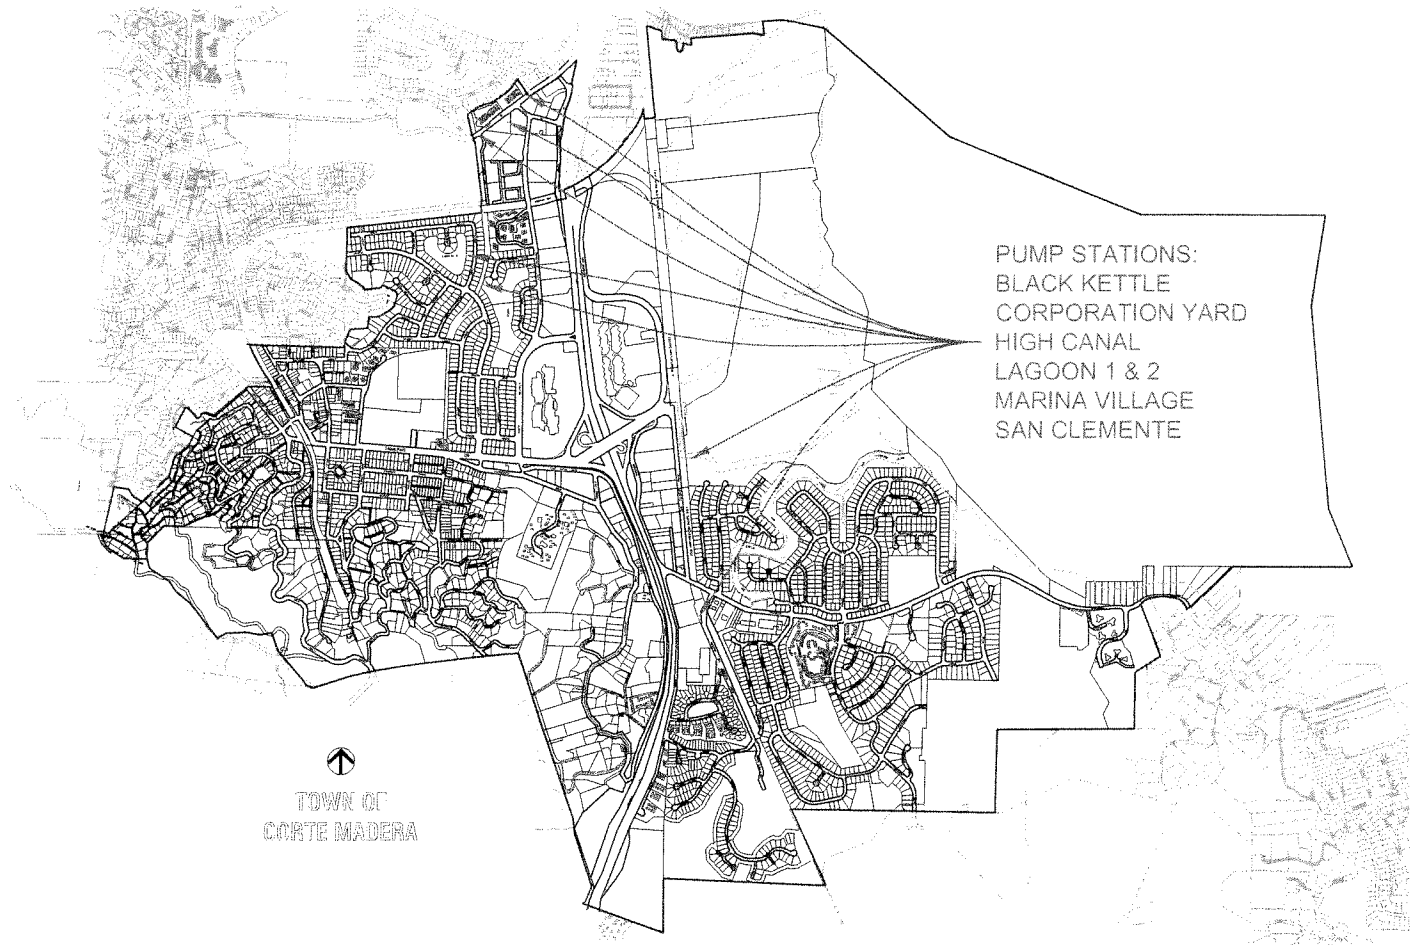 PUMP STATIONS:
BLACK KETTLE
CORPORATION YARD
HIGH CANAL
LAGOON 1 & 2
MARINA VILLAGE
SAN CLEMENTE
TOWN OF
CORTE MADERA